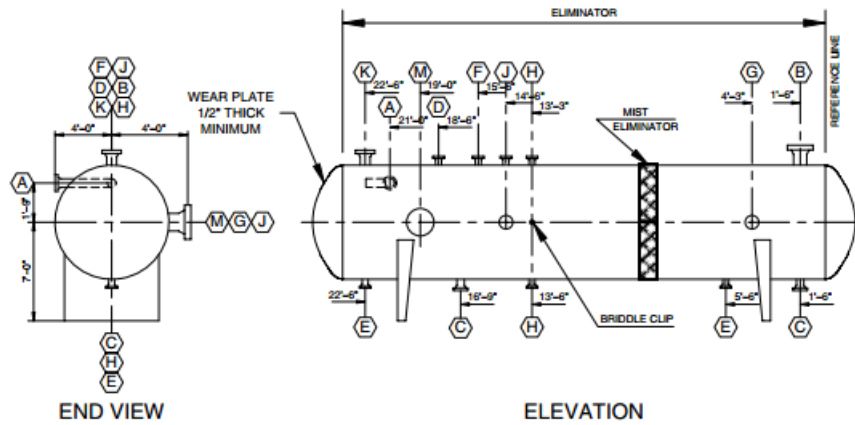 ELIMINATOR
REFERENCE LINE
F J
D B
K H
K M F J H G B
22'-6" 19'-0" 15'-6" 4'-3" 1'-6"
WEAR PLATE
1/2" THICK
MINIMUM
A D 14'-6"
13'-3"
4'-0" 4'-0"
21'-0" 18'-6"
MIST
ELIMINATOR
A
1'-9"
M G J
7'-0"
22'-6" 16'-9" 13'-6" 5'-6" 1'-6"
E C H BRIDDLE CLIP E C
C
H
E
END VIEW
ELEVATION